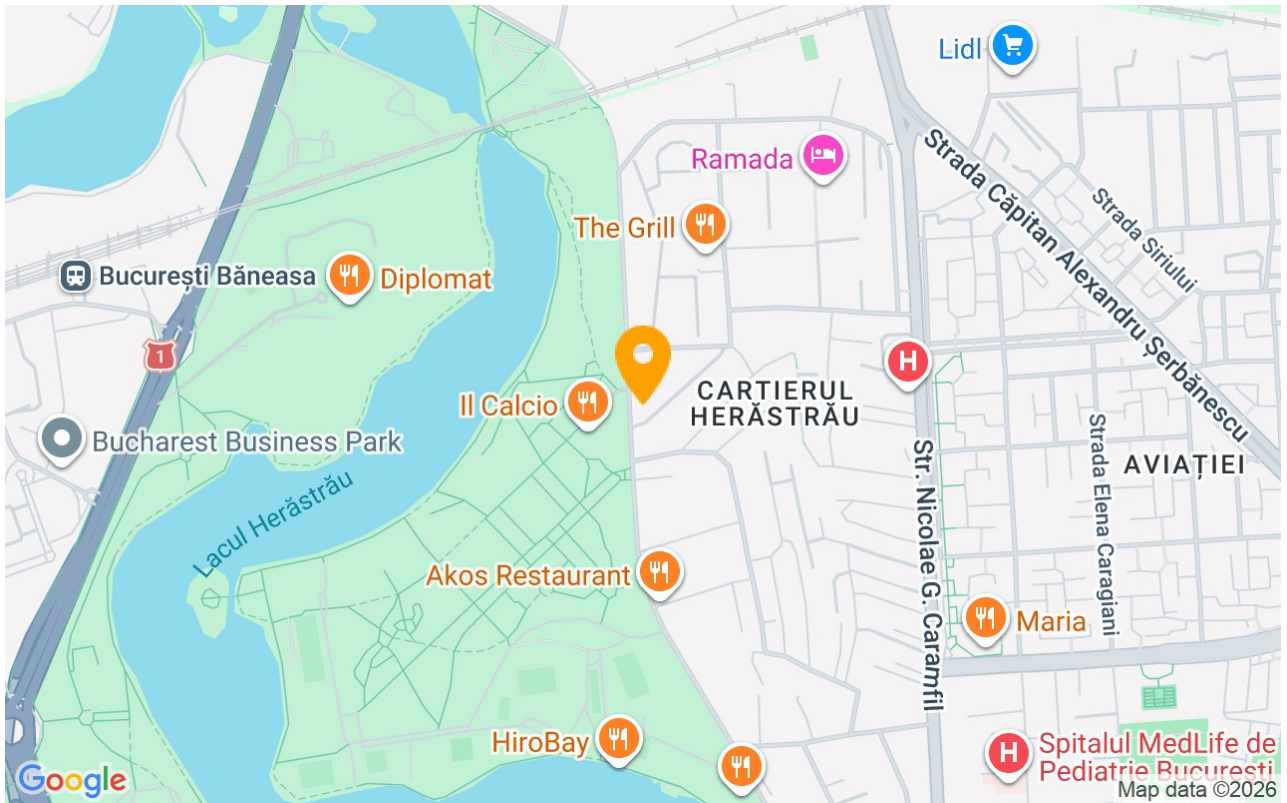 Lidl
Strada Căpitan Alexandru Șerbănescu
Ramada
Strada Siriului
The Grill
București Băneasa
Diplomat
1
H
CARTIERUL
HERĂSTRĂU
Il Calcio
Bucharest Business Park
Str. Nicolae G. Caramfil
Strada Elena Caragiani
AVIAȚIEI
Lacul Herăstrău
Akos Restaurant
Maria
HiroBay
H
Spitalul MedLife de
Pediatrie București
Google
Map data ©2026